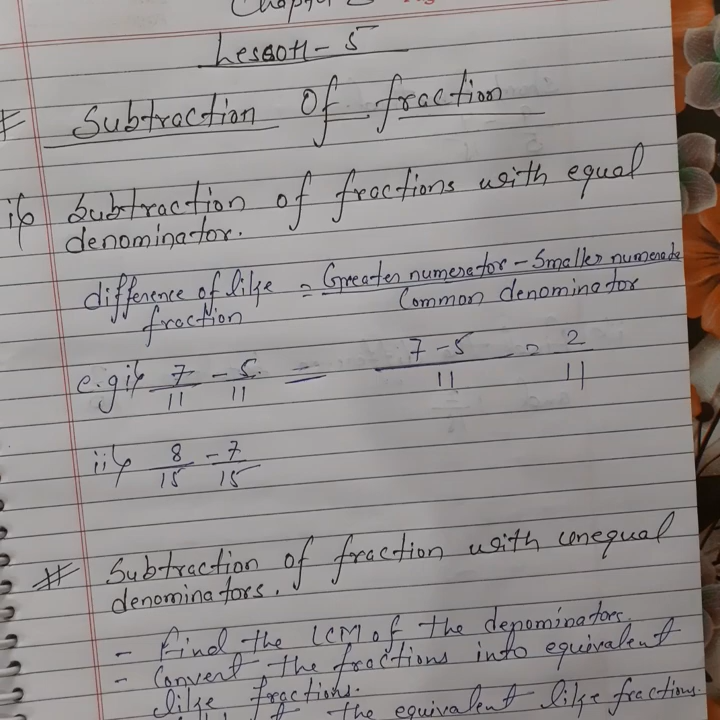 Chapter
Lesson - 5
# Subtraction Of fraction
i) Subtraction of fractions with equal
denominator.
difference of like fraction = Greater numerator - Smaller numerator / Common denominator
e.g i) 7/11 - 5/11 = 7-5/11 = 2/11
ii) 8/15 - 7/15
# Subtraction of fraction with unequal
denominators.
- Find the LCM of the denominators.
- Convert the fractions into equivalent
like fractions.
the equivalent like fractions.